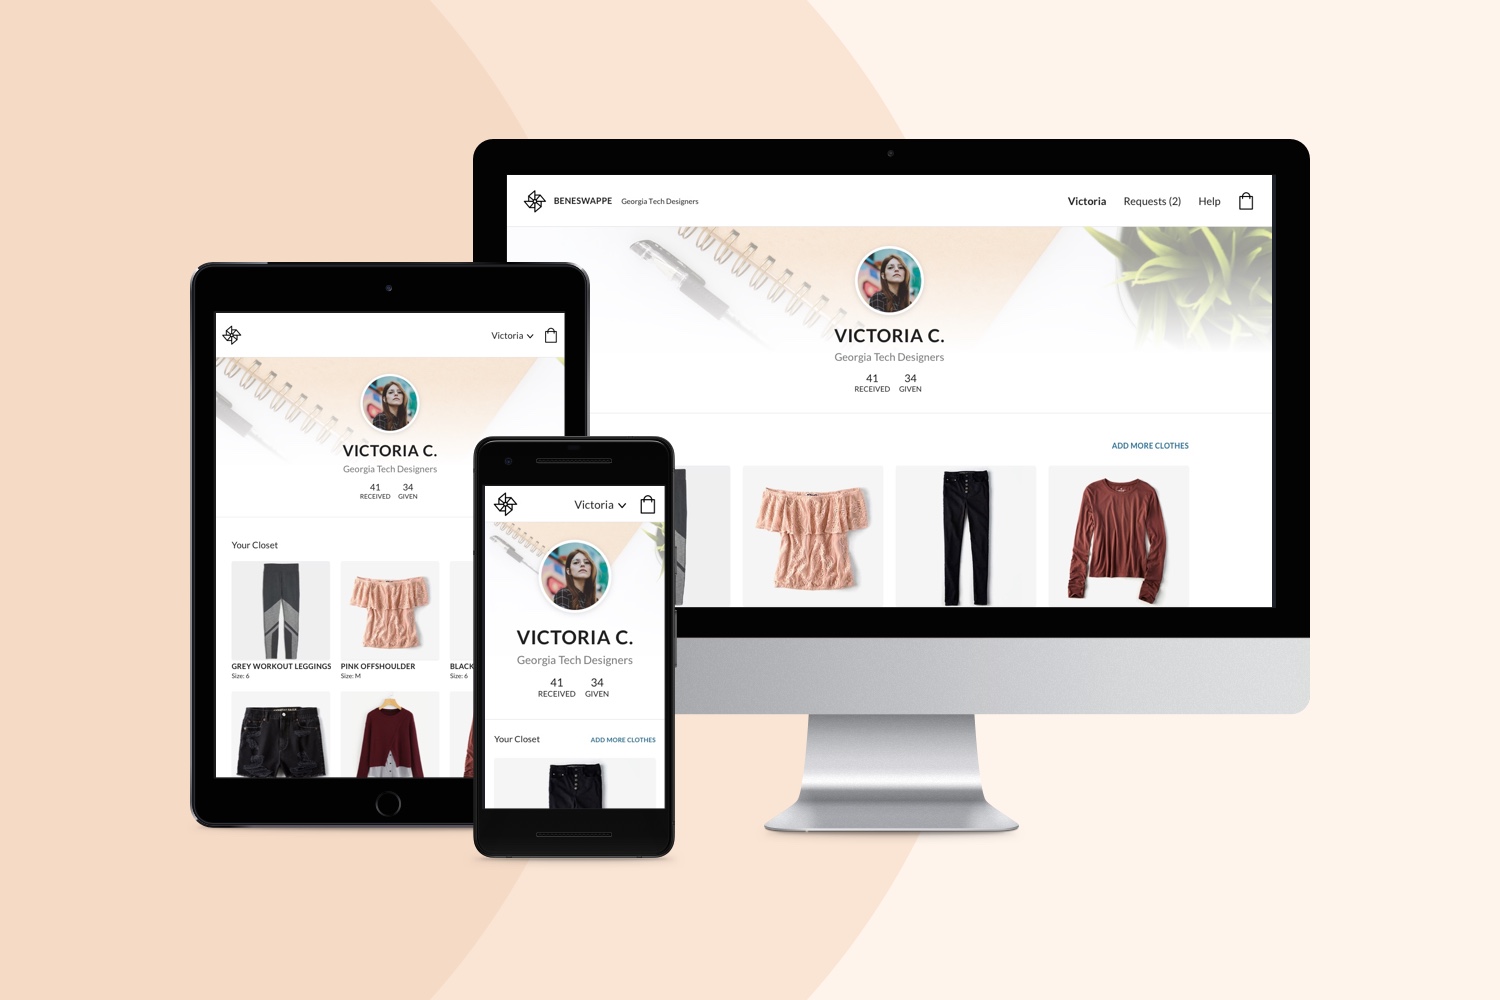 BENESWAPPE Georgia Tech Designers Victoria Requests (2) Help
VICTORIA C.
Georgia Tech Designers
41 34
RECEIVED GIVEN
ADD MORE CLOTHES
Victoria
VICTORIA C.
Georgia Tech Designers
41 34
RECEIVED GIVEN
Your Closet
GREY WORKOUT LEGGINGS PINK OFFSHOULDER BLACK
Size: 6 Size: M Size: 6
Victoria
VICTORIA C.
Georgia Tech Designers
41 34
RECEIVED GIVEN
Your Closet ADD MORE CLOTHES